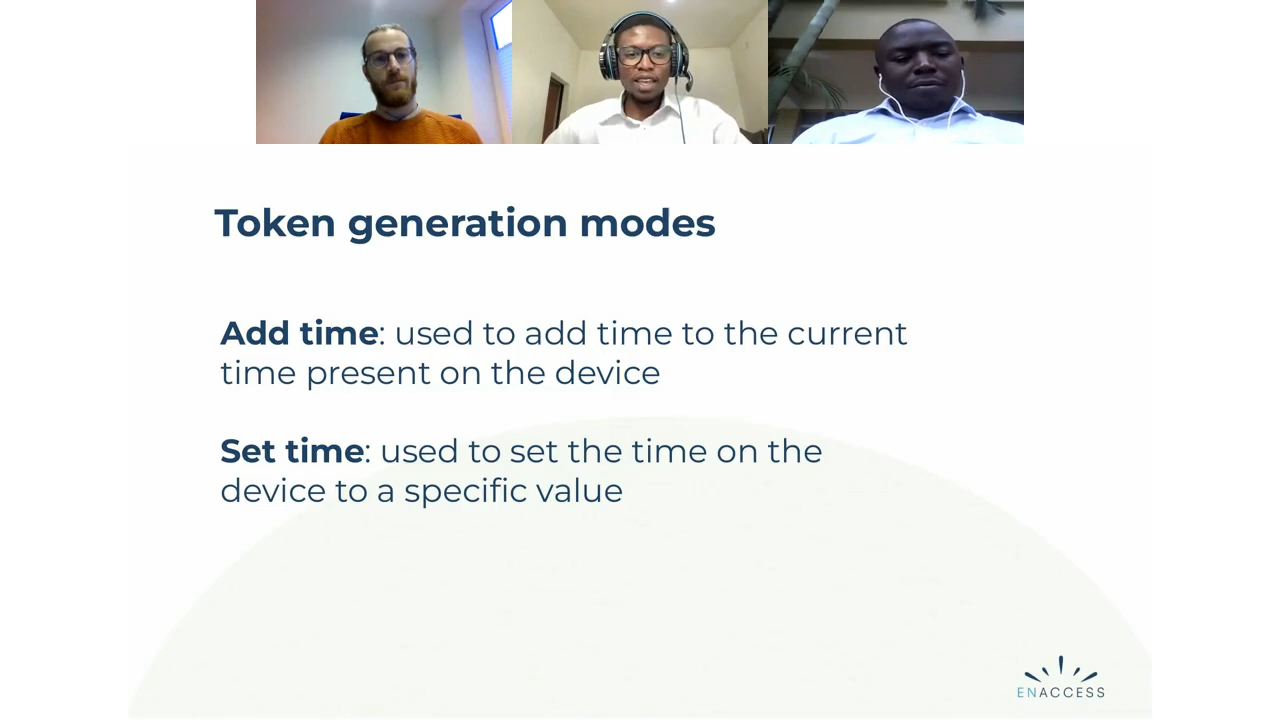 Token generation modes
Add time: used to add time to the current
time present on the device
Set time: used to set the time on the
device to a specific value
ENACCESS